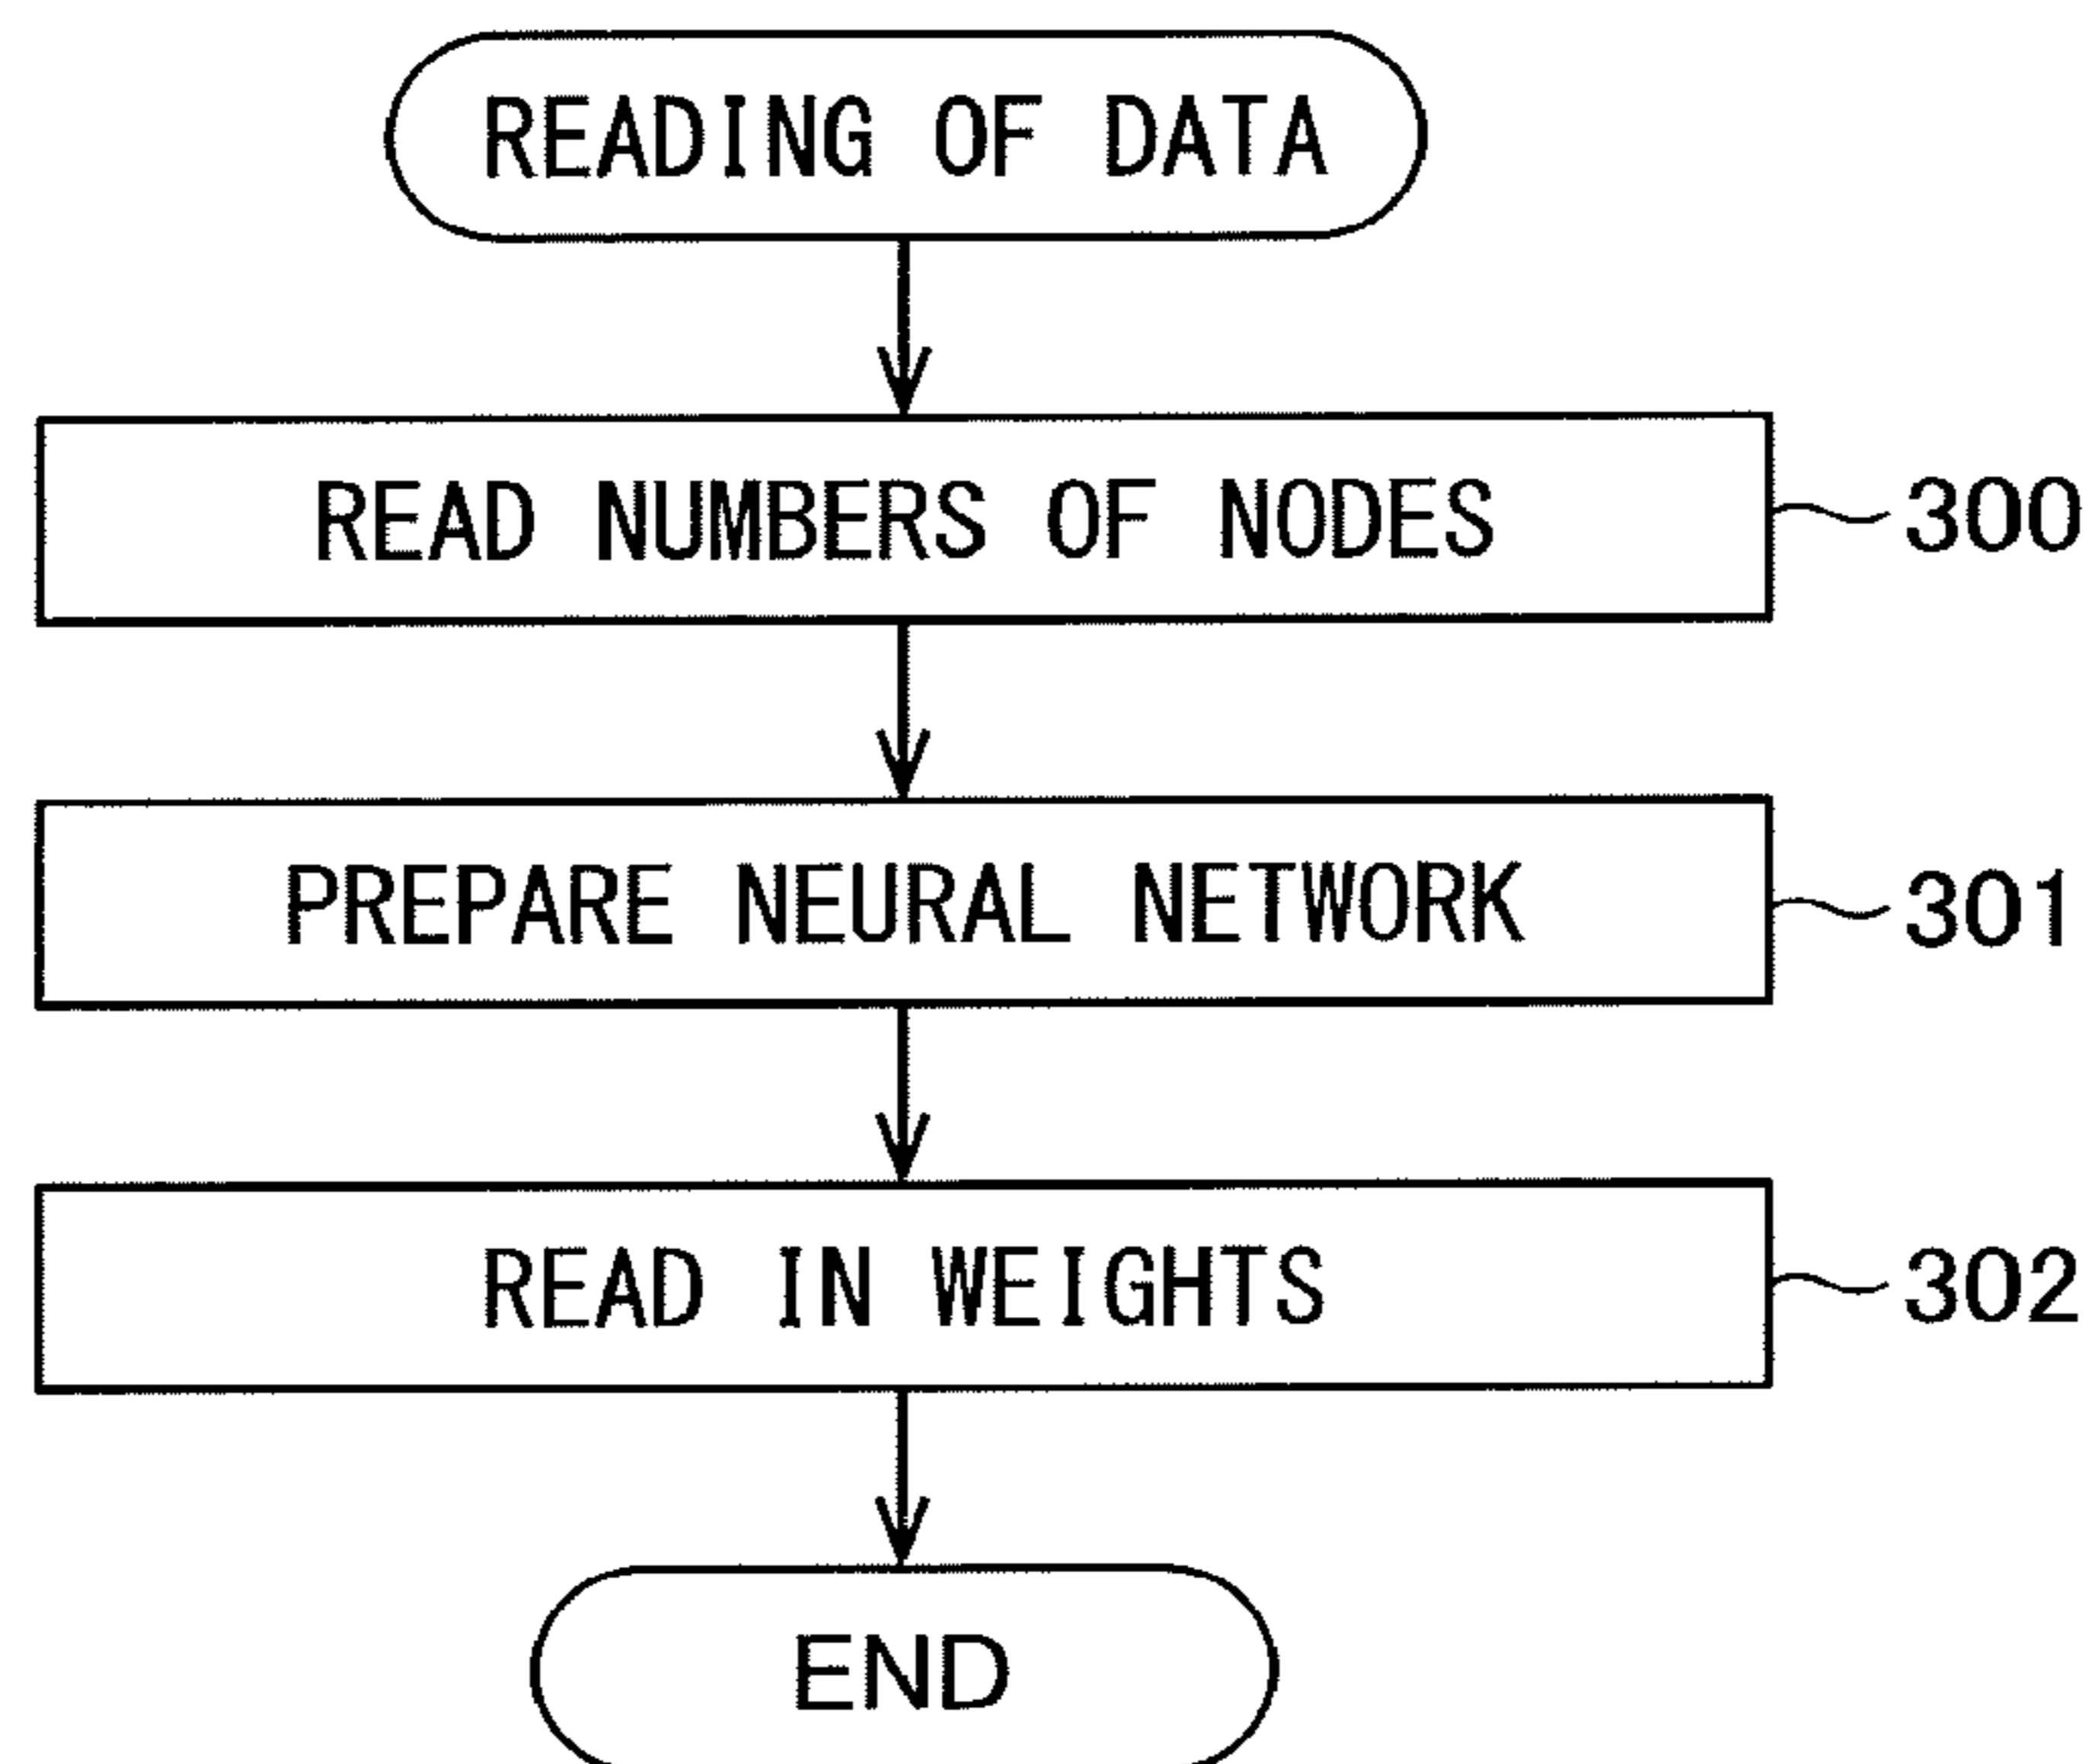 READING OF DATA
READ NUMBERS OF NODES
300
PREPARE NEURAL NETWORK
301
READ IN WEIGHTS
302
END